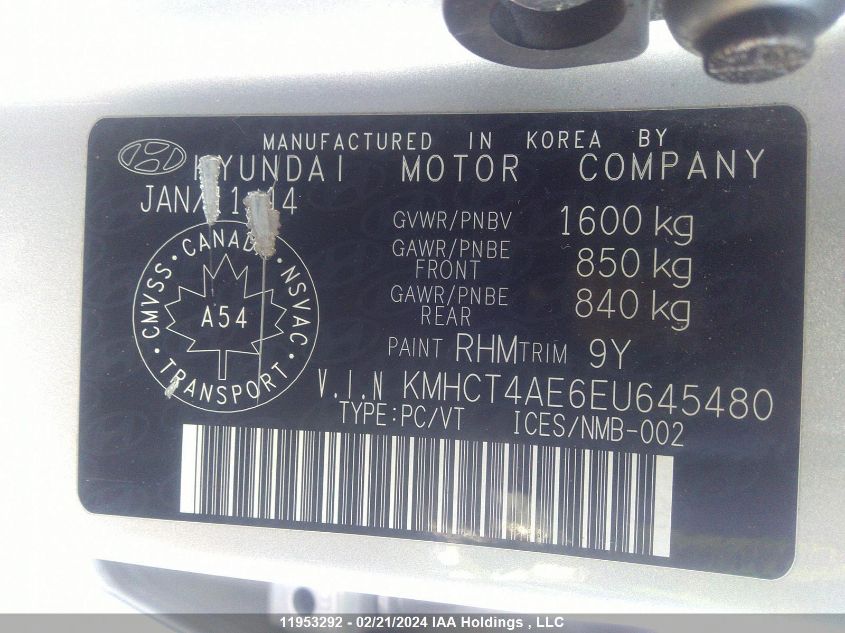 MANUFACTURED IN KOREA BY
HYUNDAI MOTOR COMPANY
GVWR/PNBV 1600 kg
GAWR/PNBE FRONT 850 kg
GAWR/PNBE REAR 840 kg
PAINT RHM TRIM 9Y
V.I.N KMHCT4AE6EU645480
TYPE:PC/VT ICES/NMB-002
CMVSS · CANADA · NSVAC · TRANSPORT ·
A54
11953292 - 02/21/2024 IAA Holdings , LLC